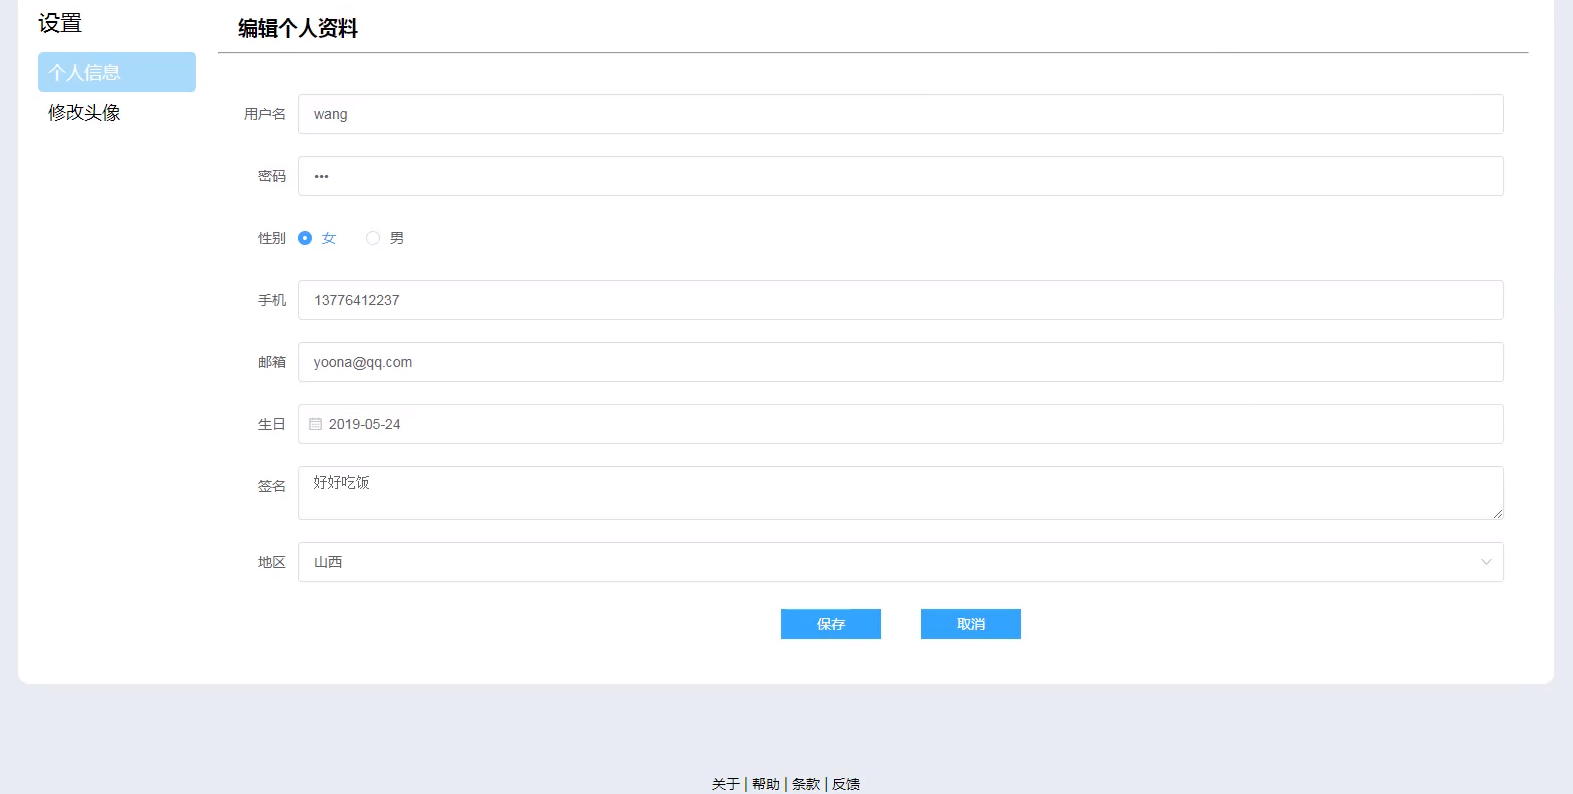 设置
编辑个人资料
个人信息
修改头像
用户名 wang
密码 •••
性别 女 男
手机 13776412237
邮箱 yoona@qq.com
生日 2019-05-24
签名 好好吃饭
地区 山西
保存 取消
关于 | 帮助 | 条款 | 反馈